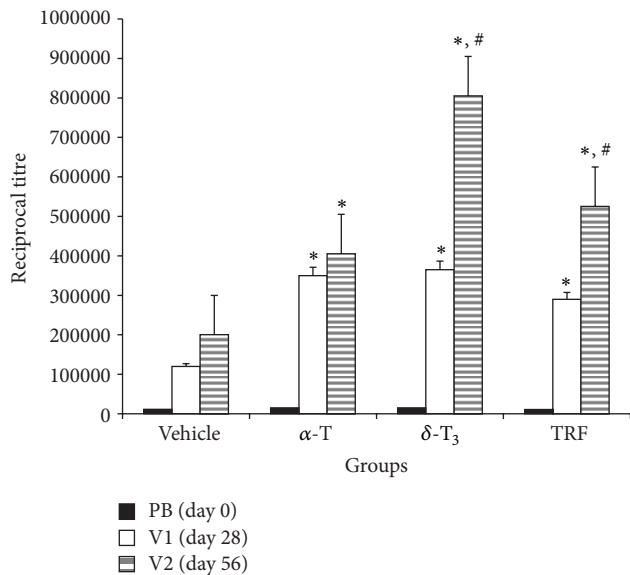 Reciprocal titre
1000000
900000
800000
700000
600000
500000
400000
300000
200000
100000
0
*
*
*
*, #
*
*, #
Vehicle
α-T
δ-T₃
TRF
Groups
PB (day 0)
V1 (day 28)
V2 (day 56)